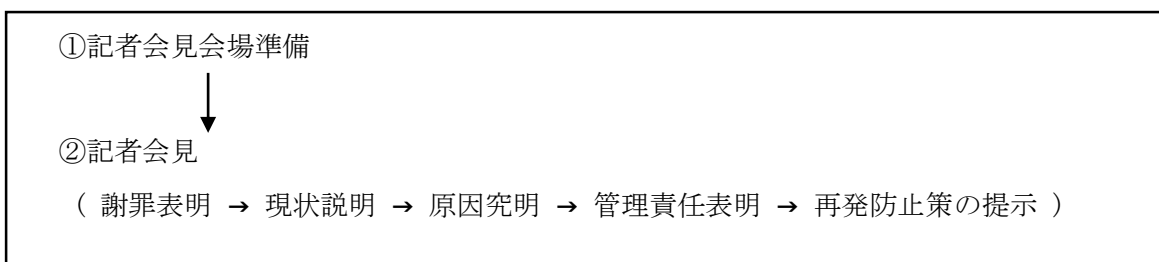 ①記者会見会場準備
②記者会見
（ 謝罪表明 → 現状説明 → 原因究明 → 管理責任表明 → 再発防止策の提示 ）